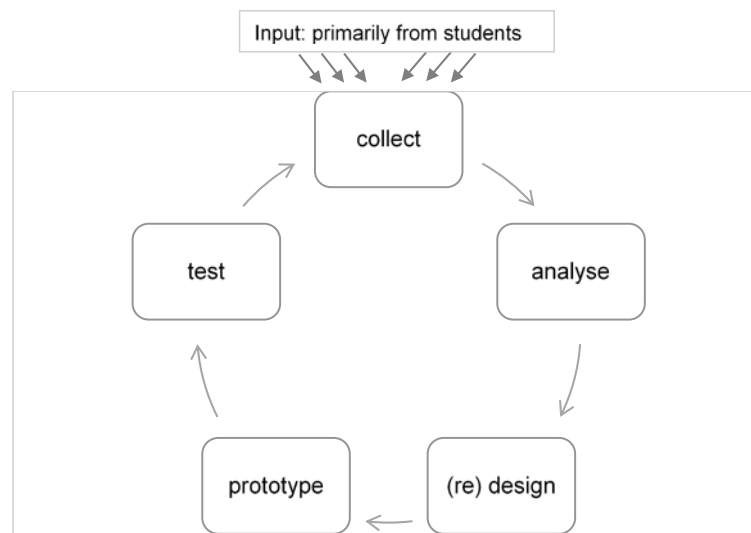 Input: primarily from students
collect
analyse
(re) design
prototype
test